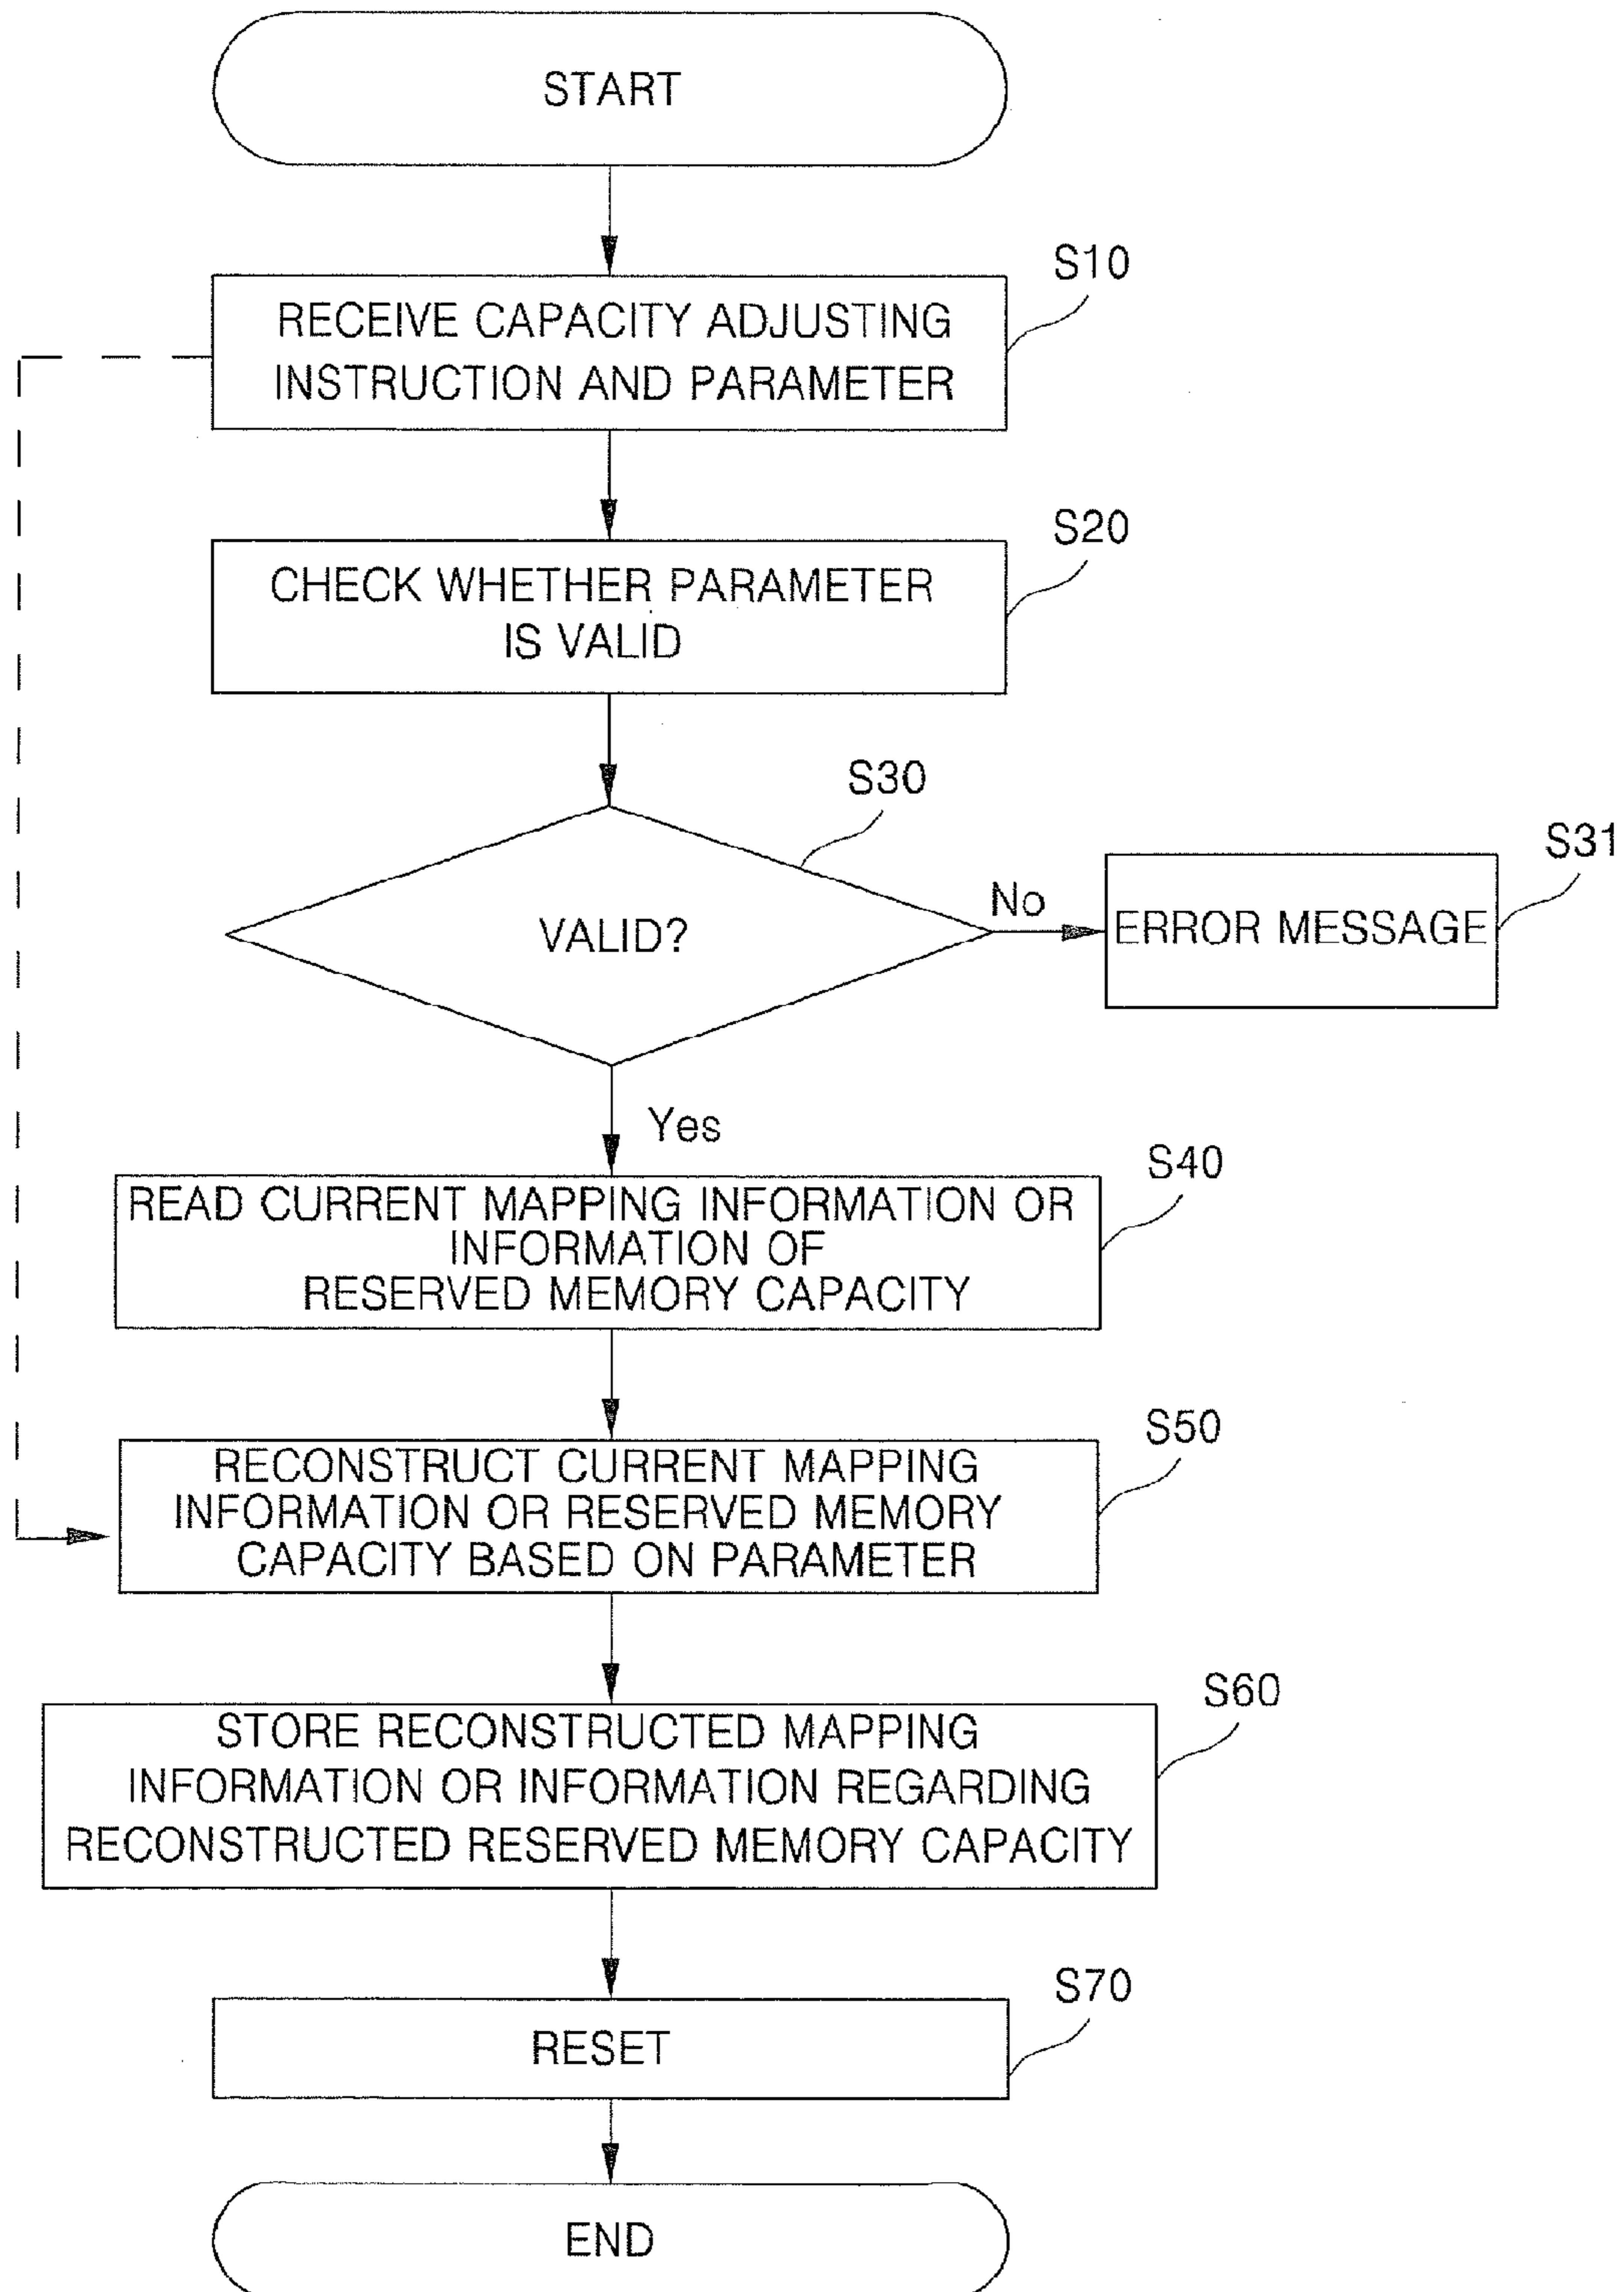 START
S10
RECEIVE CAPACITY ADJUSTING
INSTRUCTION AND PARAMETER
S20
CHECK WHETHER PARAMETER
IS VALID
S30
VALID?
No
S31
ERROR MESSAGE
Yes
S40
READ CURRENT MAPPING INFORMATION OR
INFORMATION OF
RESERVED MEMORY CAPACITY
S50
RECONSTRUCT CURRENT MAPPING
INFORMATION OR RESERVED MEMORY
CAPACITY BASED ON PARAMETER
S60
STORE RECONSTRUCTED MAPPING
INFORMATION OR INFORMATION REGARDING
RECONSTRUCTED RESERVED MEMORY CAPACITY
S70
RESET
END